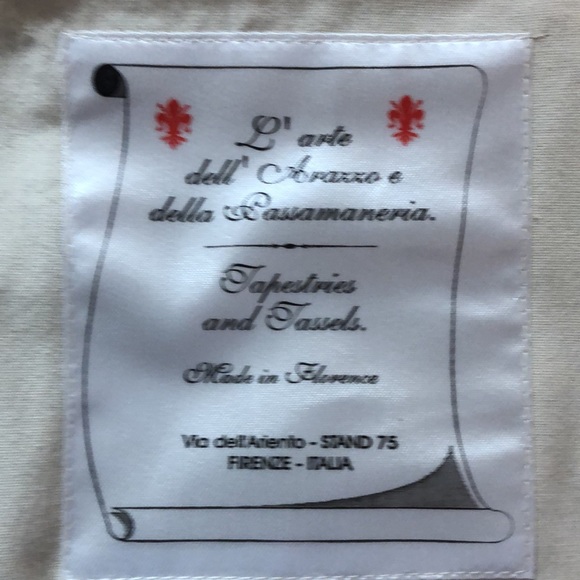 L' arte
dell' Arazzo e
della Passamaneria.
Tapestries
and Tassels.
Made in Florence
Via dell'Ariento - STAND 75
FIRENZE - ITALIA